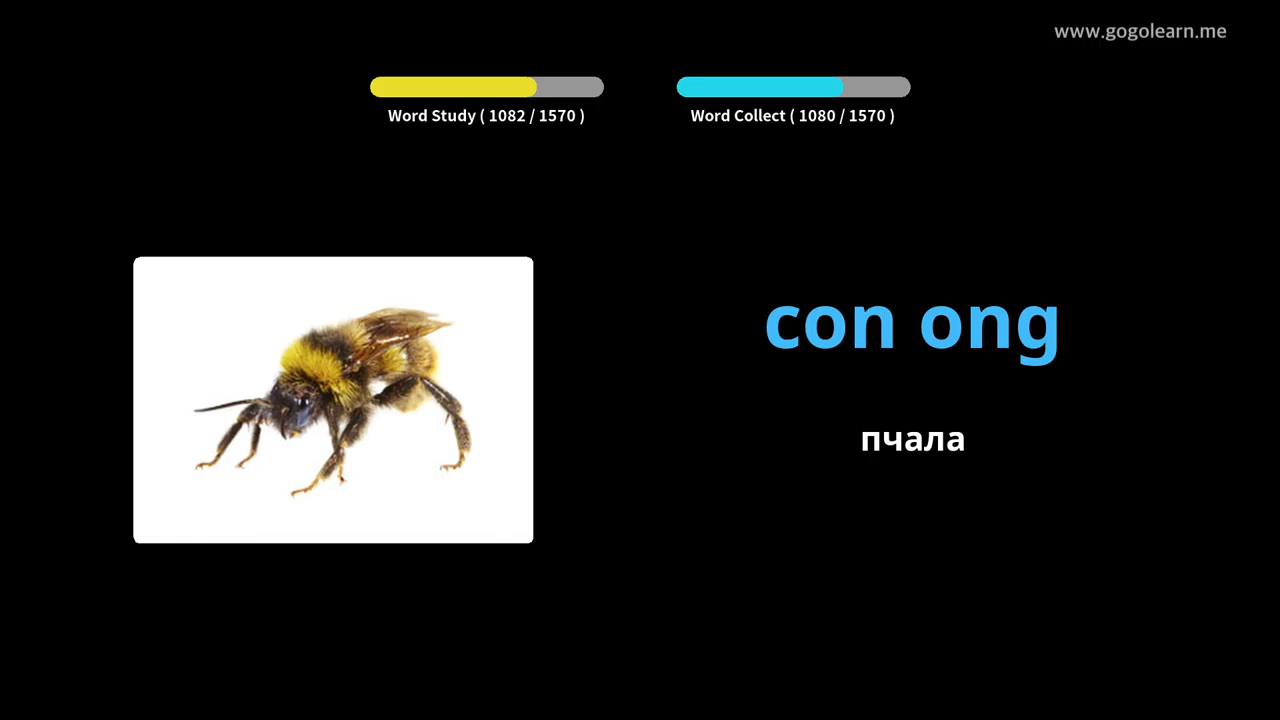 www.gogolearn.me
Word Study ( 1082 / 1570 )
Word Collect ( 1080 / 1570 )
con ong
пчала